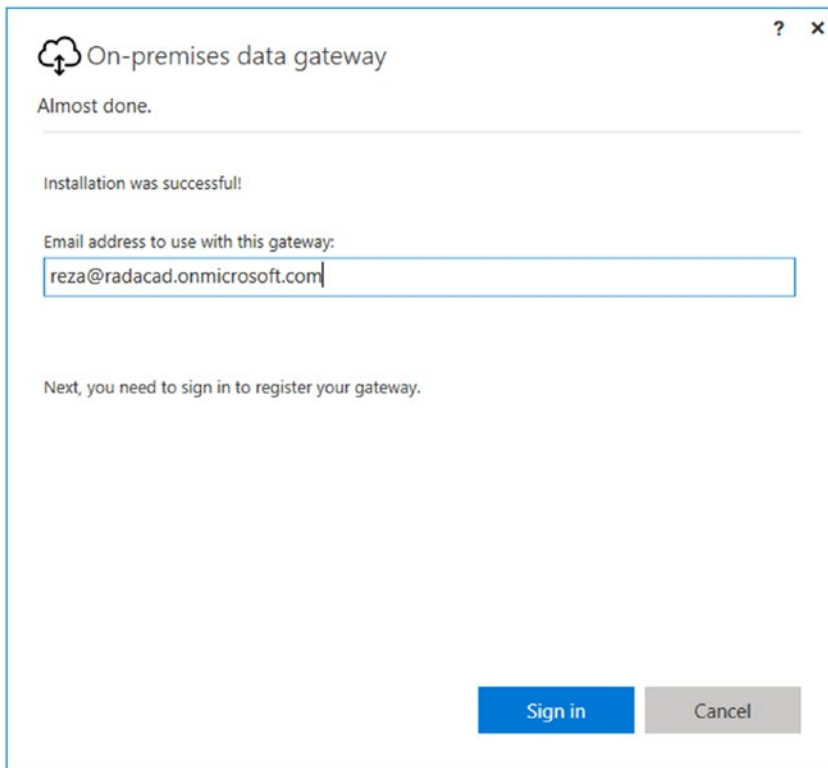 ? ×
On-premises data gateway
Almost done.
Installation was successful!
Email address to use with this gateway:
reza@radacad.onmicrosoft.com
Next, you need to sign in to register your gateway.
Sign in Cancel